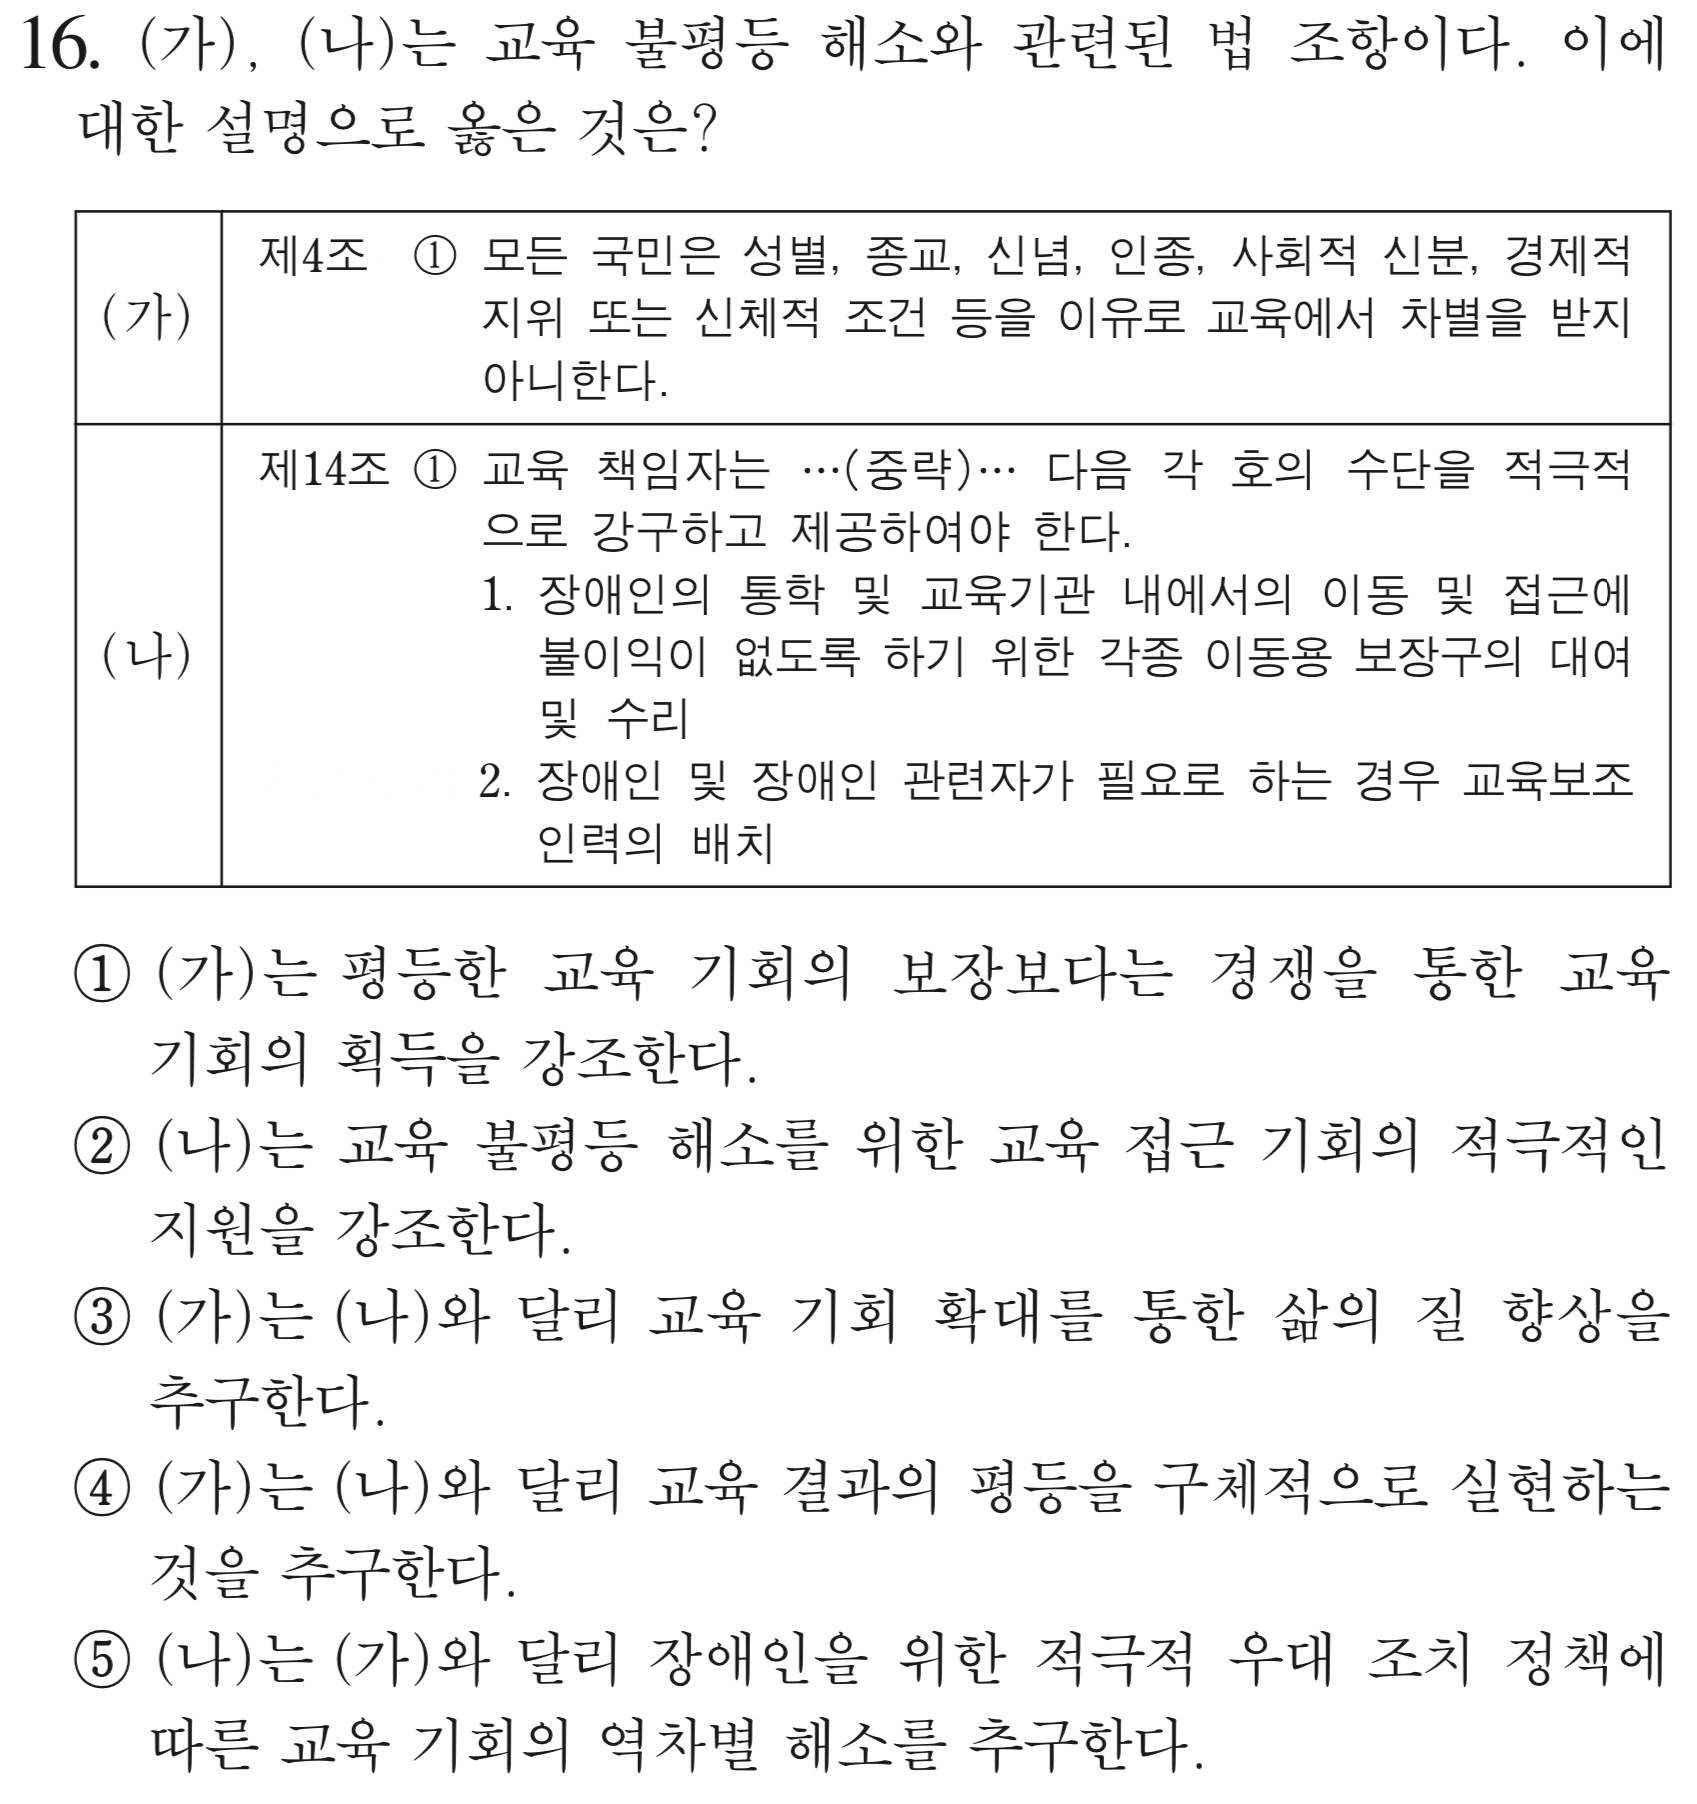 16. (가), (나)는 교육 불평등 해소와 관련된 법 조항이다. 이에
대한 설명으로 옳은 것은?
(가)
제4조 ① 모든 국민은 성별, 종교, 신념, 인종, 사회적 신분, 경제적
지위 또는 신체적 조건 등을 이유로 교육에서 차별을 받지
아니한다.
(나)
제14조 ① 교육 책임자는 …(중략)… 다음 각 호의 수단을 적극적
으로 강구하고 제공하여야 한다.
1. 장애인의 통학 및 교육기관 내에서의 이동 및 접근에
불이익이 없도록 하기 위한 각종 이동용 보장구의 대여
및 수리
2. 장애인 및 장애인 관련자가 필요로 하는 경우 교육보조
인력의 배치
① (가)는 평등한 교육 기회의 보장보다는 경쟁을 통한 교육
기회의 획득을 강조한다.
② (나)는 교육 불평등 해소를 위한 교육 접근 기회의 적극적인
지원을 강조한다.
③ (가)는 (나)와 달리 교육 기회 확대를 통한 삶의 질 향상을
추구한다.
④ (가)는 (나)와 달리 교육 결과의 평등을 구체적으로 실현하는
것을 추구한다.
⑤ (나)는 (가)와 달리 장애인을 위한 적극적 우대 조치 정책에
따른 교육 기회의 역차별 해소를 추구한다.